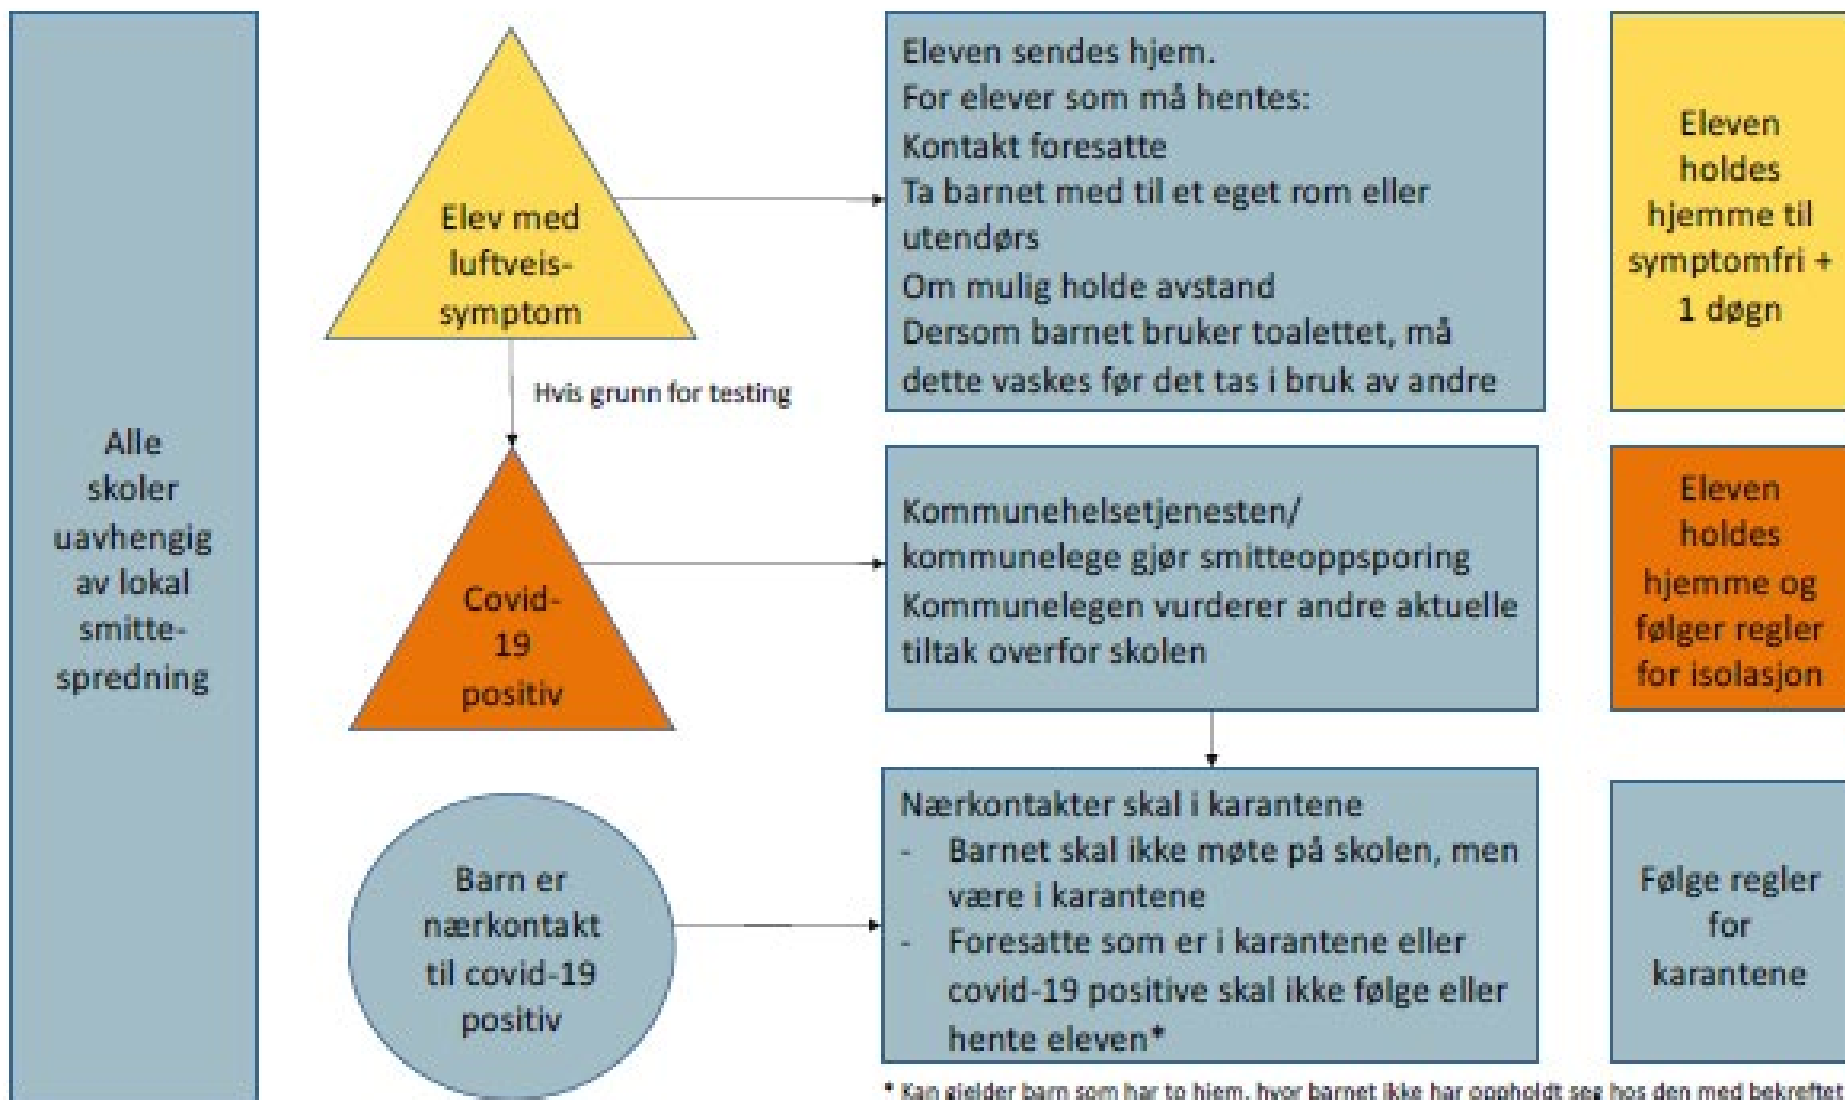 Alle
skoler
uavhengig
av lokal
smitte-
spredning
Elev med
luftveis-
symptom
Hvis grunn for testing
Eleven sendes hjem.
For elever som må hentes:
Kontakt foresatte
Ta barnet med til et eget rom eller
utendørs
Om mulig holde avstand
Dersom barnet bruker toalettet, må
dette vaskes før det tas i bruk av andre
Eleven
holdes
hjemme til
symptomfri +
1 døgn
Covid-
19
positiv
Kommunehelsetjenesten/
kommunelege gjør smitteoppsporing
Kommunelegen vurderer andre aktuelle
tiltak overfor skolen
Eleven
holdes
hjemme og
følger regler
for isolasjon
Barn er
nærkontakt
til covid-19
positiv
Nærkontakter skal i karantene
- Barnet skal ikke møte på skolen, men
være i karantene
- Foresatte som er i karantene eller
covid-19 positive skal ikke følge eller
hente eleven*
Følge regler
for
karantene
* Kan gjelder barn som har to hjem, hvor barnet ikke har oppholdt seg hos den med bekreftet